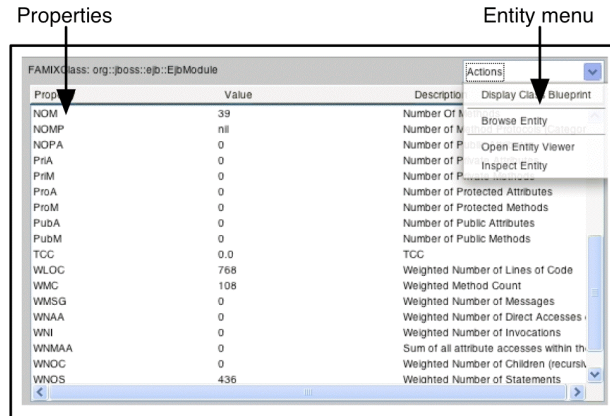 Properties
Entity menu
FAMIXClass: org::jboss::ejb::EjbModule
Actions
Value
Description
Display Class Blueprint
Browse Entity
Open Entity Viewer
Inspect Entity
NOM 39 Number Of
NOMP nil Number of
NOPA 0 Number of
PriA 0 Number of
PriM 0 Number of
ProA 0 Number of Protected Attributes
ProM 0 Number of Protected Methods
PubA 0 Number of Public Attributes
PubM 0 Number of Public Methods
TCC 0.0 TCC
WLOC 768 Weighted Number of Lines of Code
WMC 108 Weighted Method Count
WMSG 0 Number of Messages
WNAA 0 Weighted Number of Direct Accesses
WNI 0 Weighted Number of Invocations
WNMAA 0 Sum of all attribute accesses within
WNOC 0 Weighted Number of Children
WNOS 436 Weighted Number of Statements